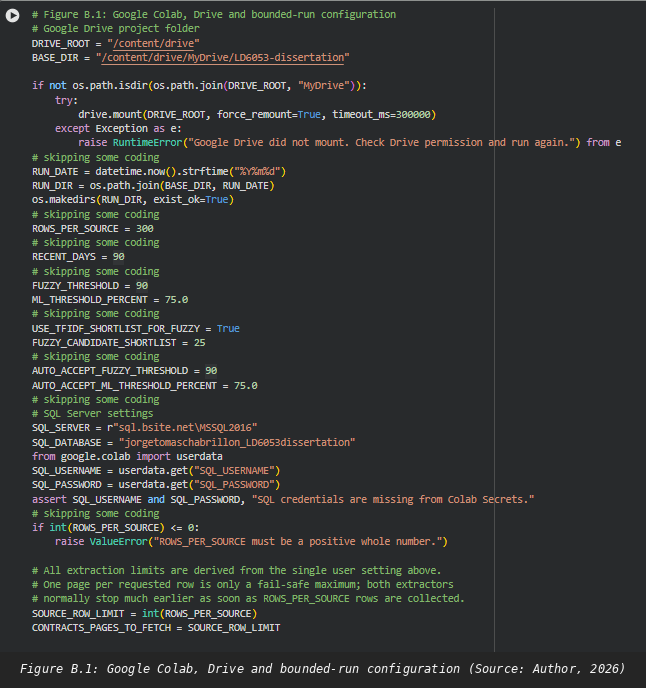 # Figure B.1: Google Colab, Drive and bounded-run configuration
# Google Drive project folder
DRIVE_ROOT = "/content/drive"
BASE_DIR = "/content/drive/MyDrive/LD6053-dissertation"

if not os.path.isdir(os.path.join(DRIVE_ROOT, "MyDrive")):
    try:
        drive.mount(DRIVE_ROOT, force_remount=True, timeout_ms=300000)
    except Exception as e:
        raise RuntimeError("Google Drive did not mount. Check Drive permission and run again.") from e
# skipping some coding
RUN_DATE = datetime.now().strftime("%Y%m%d")
RUN_DIR = os.path.join(BASE_DIR, RUN_DATE)
os.makedirs(RUN_DIR, exist_ok=True)
# skipping some coding
ROWS_PER_SOURCE = 300
# skipping some coding
RECENT_DAYS = 90
# skipping some coding
FUZZY_THRESHOLD = 90
ML_THRESHOLD_PERCENT = 75.0
# skipping some coding
USE_TFIDF_SHORTLIST_FOR_FUZZY = True
FUZZY_CANDIDATE_SHORTLIST = 25
# skipping some coding
AUTO_ACCEPT_FUZZY_THRESHOLD = 90
AUTO_ACCEPT_ML_THRESHOLD_PERCENT = 75.0
# skipping some coding
# SQL Server settings
SQL_SERVER = r"sql.bsite.net\MSSQL2016"
SQL_DATABASE = "jorgetomaschabrillon_LD6053dissertation"
from google.colab import userdata
SQL_USERNAME = userdata.get("SQL_USERNAME")
SQL_PASSWORD = userdata.get("SQL_PASSWORD")
assert SQL_USERNAME and SQL_PASSWORD, "SQL credentials are missing from Colab Secrets."
# skipping some coding
if int(ROWS_PER_SOURCE) <= 0:
    raise ValueError("ROWS_PER_SOURCE must be a positive whole number.")

# All extraction limits are derived from the single user setting above.
# One page per requested row is only a fail-safe maximum; both extractors
# normally stop much earlier as soon as ROWS_PER_SOURCE rows are collected.
SOURCE_ROW_LIMIT = int(ROWS_PER_SOURCE)
CONTRACTS_PAGES_TO_FETCH = SOURCE_ROW_LIMIT
Figure B.1: Google Colab, Drive and bounded-run configuration (Source: Author, 2026)